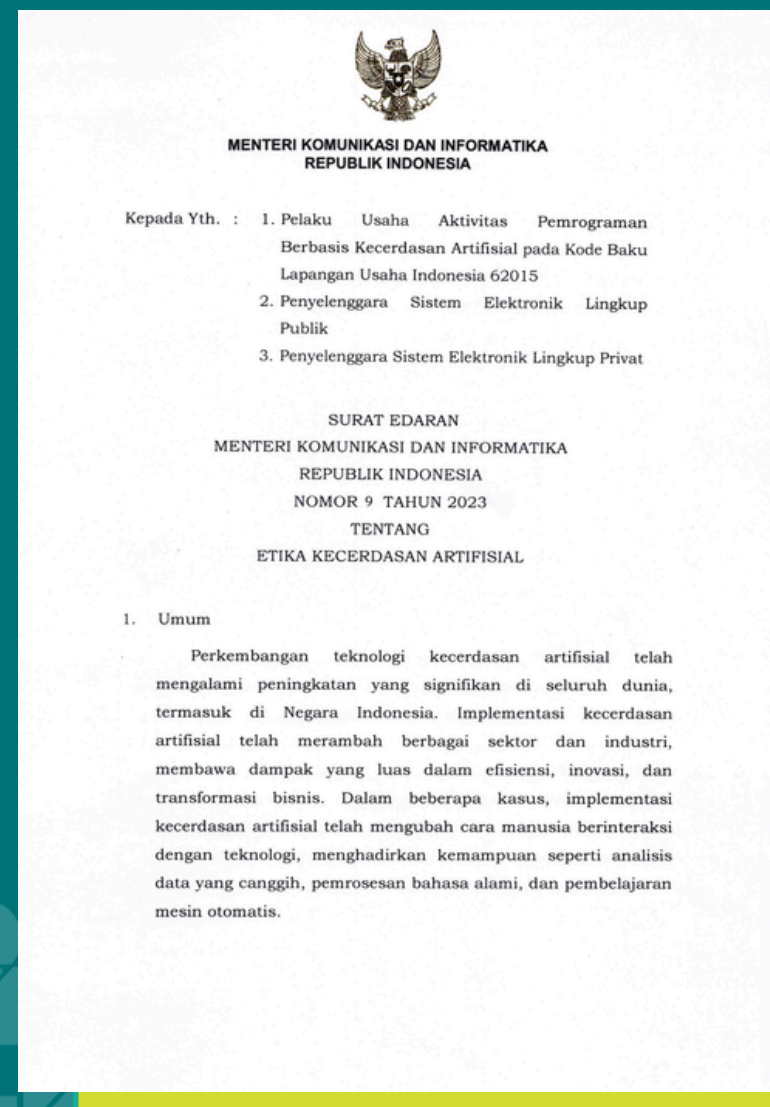 MENTERI KOMUNIKASI DAN INFORMATIKA
REPUBLIK INDONESIA
Kepada Yth. : 1. Pelaku Usaha Aktivitas Pemrograman
Berbasis Kecerdasan Artifisial pada Kode Baku
Lapangan Usaha Indonesia 62015
2. Penyelenggara Sistem Elektronik Lingkup
Publik
3. Penyelenggara Sistem Elektronik Lingkup Privat
SURAT EDARAN
MENTERI KOMUNIKASI DAN INFORMATIKA
REPUBLIK INDONESIA
NOMOR 9 TAHUN 2023
TENTANG
ETIKA KECERDASAN ARTIFISIAL
1. Umum
Perkembangan teknologi kecerdasan artifisial telah
mengalami peningkatan yang signifikan di seluruh dunia,
termasuk di Negara Indonesia. Implementasi kecerdasan
artifisial telah merambah berbagai sektor dan industri,
membawa dampak yang luas dalam efisiensi, inovasi, dan
transformasi bisnis. Dalam beberapa kasus, implementasi
kecerdasan artifisial telah mengubah cara manusia berinteraksi
dengan teknologi, menghadirkan kemampuan seperti analisis
data yang canggih, pemrosesan bahasa alami, dan pembelajaran
mesin otomatis.